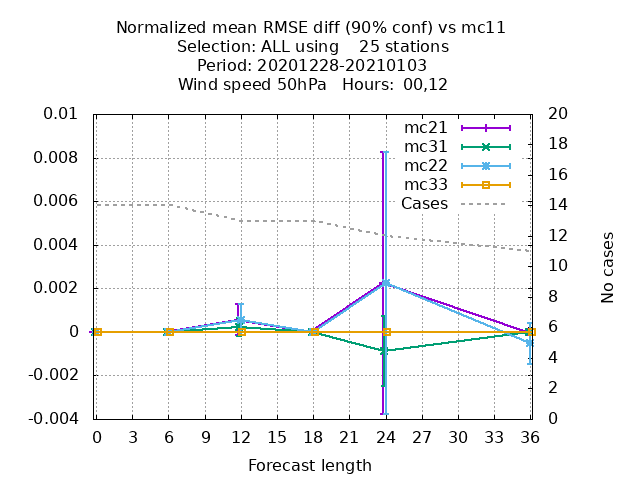 Normalized mean RMSE diff (90% conf) vs mc11
Selection: ALL using    25 stations
Period: 20201228-20210103
Wind speed 50hPa   Hours:  00,12
0.01
0.008
0.006
0.004
0.002
0
-0.002
-0.004
mc21
mc31
mc22
mc33
Cases
20
18
16
14
12
10
8
6
4
2
0
No cases
0 3 6 9 12 15 18 21 24 27 30 33 36
Forecast length